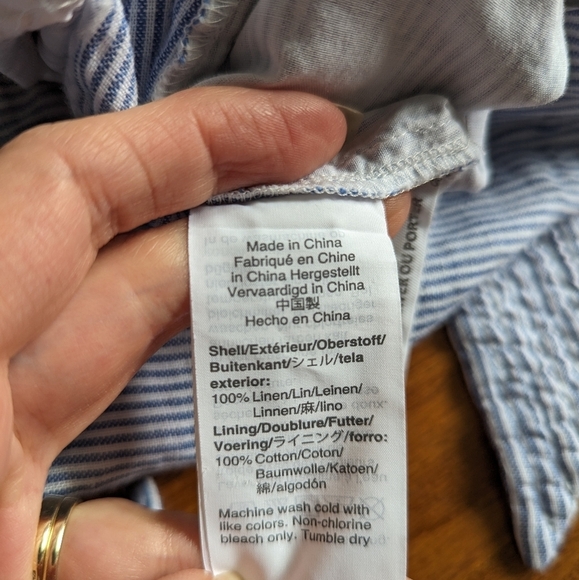 Made in China
Fabriqué en Chine
in China Hergestellt
Vervaardigd in China
中国製
Hecho en China
Shell/Extérieur/Oberstoff/
Buitenkant/シェル/tela
exterior:
100% Linen/Lin/Leinen/
Linnen/麻/lino
Lining/Doublure/Futter/
Voering/ライニング/forro:
100% Cotton/Coton/
Baumwolle/Katoen/
綿/algodón
Machine wash cold with
like colors. Non-chlorine
bleach only. Tumble dry
OU PORTER